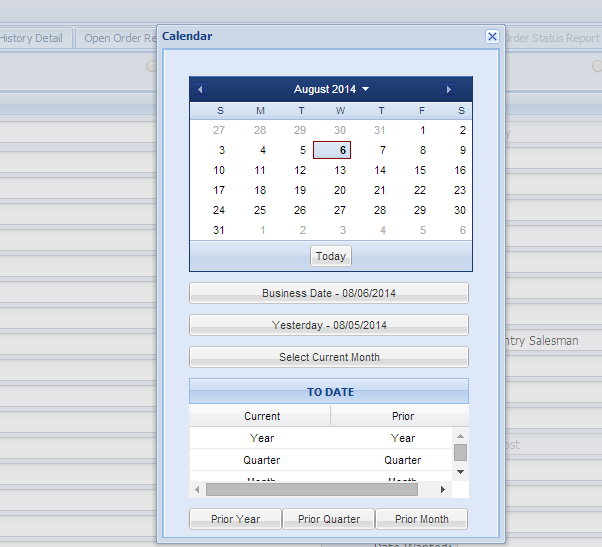 Calendar
History Detail
Open Order Re
Order Status Report
August 2014
S M T W T F S
27 28 29 30 31 1 2
3 4 5 6 7 8 9
10 11 12 13 14 15 16
17 18 19 20 21 22 23
24 25 26 27 28 29 30
31 1 2 3 4 5 6
Today
Business Date - 08/06/2014
Yesterday - 08/05/2014
ntry Salesman
Select Current Month
TO DATE
Current Prior
Year Year
Quarter Quarter
Month Month
Prior Year Prior Quarter Prior Month
Date Wanted: